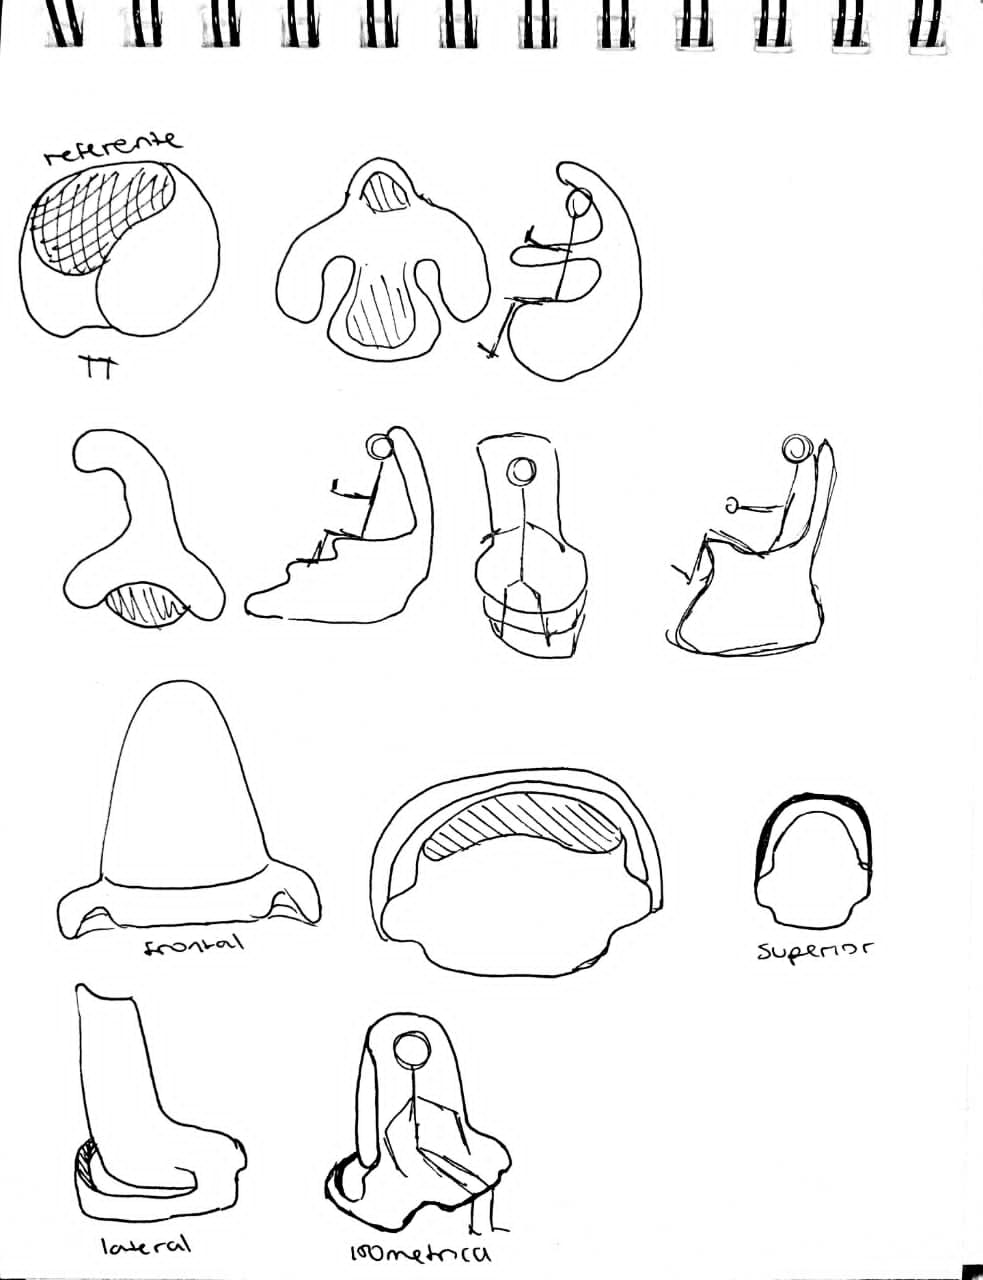 referente
frontal
superior
lateral
isometrica